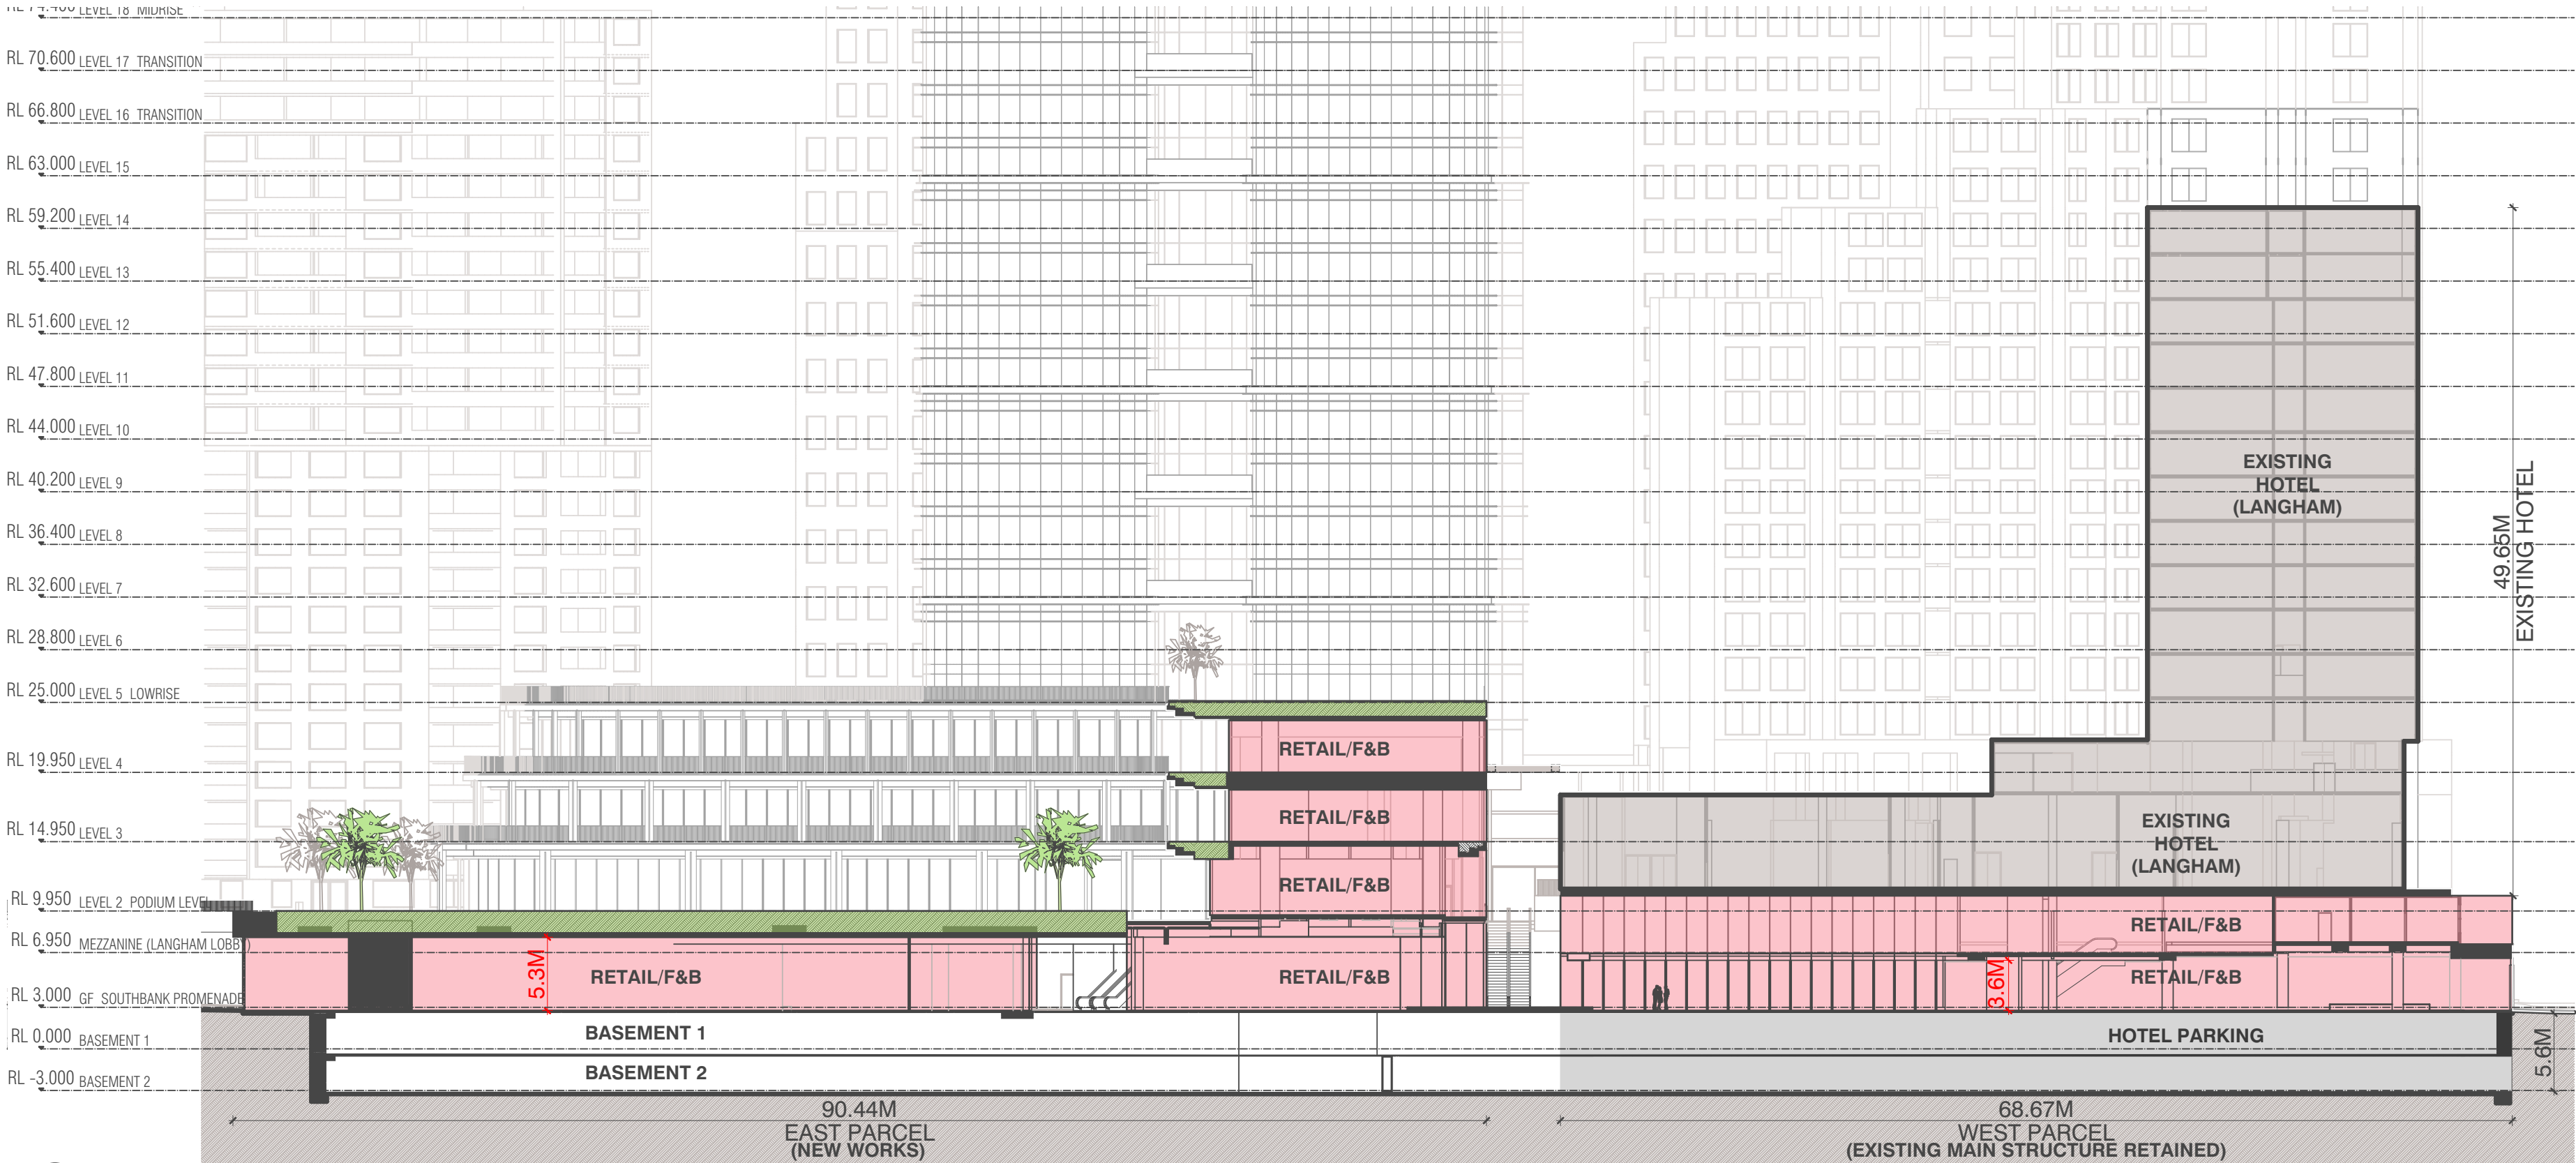 RL 74.400 LEVEL 18 MIDRISE
RL 70.600 LEVEL 17 TRANSITION
RL 66.800 LEVEL 16 TRANSITION
RL 63.000 LEVEL 15
RL 59.200 LEVEL 14
RL 55.400 LEVEL 13
RL 51.600 LEVEL 12
RL 47.800 LEVEL 11
RL 44.000 LEVEL 10
RL 40.200 LEVEL 9
RL 36.400 LEVEL 8
RL 32.600 LEVEL 7
RL 28.800 LEVEL 6
RL 25.000 LEVEL 5 LOWRISE
RL 19.950 LEVEL 4
RL 14.950 LEVEL 3
RL 9.950 LEVEL 2 PODIUM LEVEL
RL 6.950 MEZZANINE (LANGHAM LOBBY)
RL 3.000 GF SOUTHBANK PROMENADE
RL 0.000 BASEMENT 1
RL -3.000 BASEMENT 2
EXISTING
HOTEL
(LANGHAM)
49.65M
EXISTING HOTEL
RETAIL/F&B
RETAIL/F&B
RETAIL/F&B
EXISTING
HOTEL
(LANGHAM)
RETAIL/F&B
5.3M
RETAIL/F&B
RETAIL/F&B
3.6M
RETAIL/F&B
BASEMENT 1
HOTEL PARKING
BASEMENT 2
5.6M
90.44M
EAST PARCEL
(NEW WORKS)
68.67M
WEST PARCEL
(EXISTING MAIN STRUCTURE RETAINED)